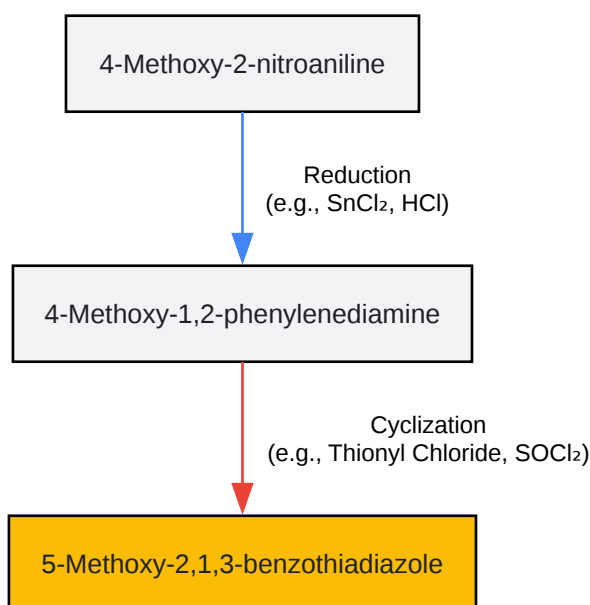 4-Methoxy-2-nitroaniline
Reduction
(e.g., SnCl₂, HCl)
4-Methoxy-1,2-phenylenediamine
Cyclization
(e.g., Thionyl Chloride, SOCl₂)
5-Methoxy-2,1,3-benzothiadiazole